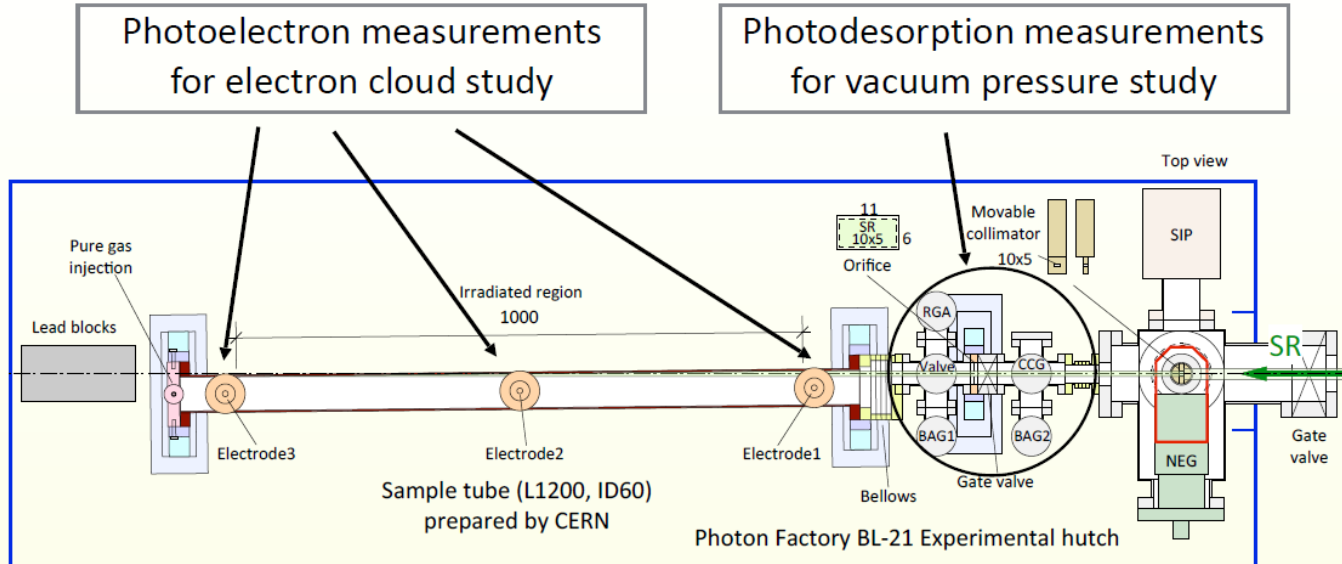 Photoelectron measurements
for electron cloud study
Photodesorption measurements
for vacuum pressure study
Top view
11
SR
10x5
6
Orifice
Movable
collimator
10x5
SIP
Pure gas
injection
Irradiated region
1000
Lead blocks
RGA
Valve
CCG
SR
BAG1
BAG2
Electrode3
Electrode2
Electrode1
NEG
Gate
valve
Bellows
Gate valve
Sample tube (L1200, ID60)
prepared by CERN
Photon Factory BL-21 Experimental hutch